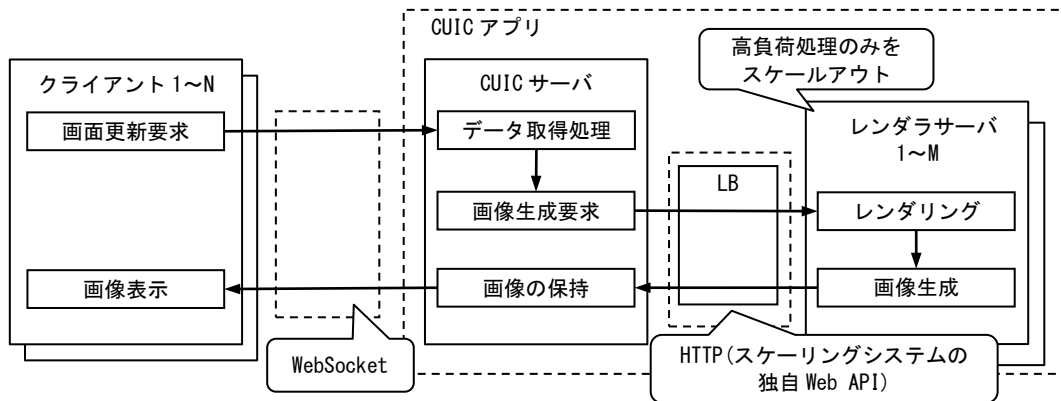 CUIC アプリ
高負荷処理のみを
スケールアウト
クライアント 1～N
CUIC サーバ
画面更新要求
データ取得処理
レンダラサーバ
1～M
LB
画像生成要求
レンダリング
画像表示
画像の保持
画像生成
WebSocket
HTTP(スケーリングシステムの
独自 Web API)